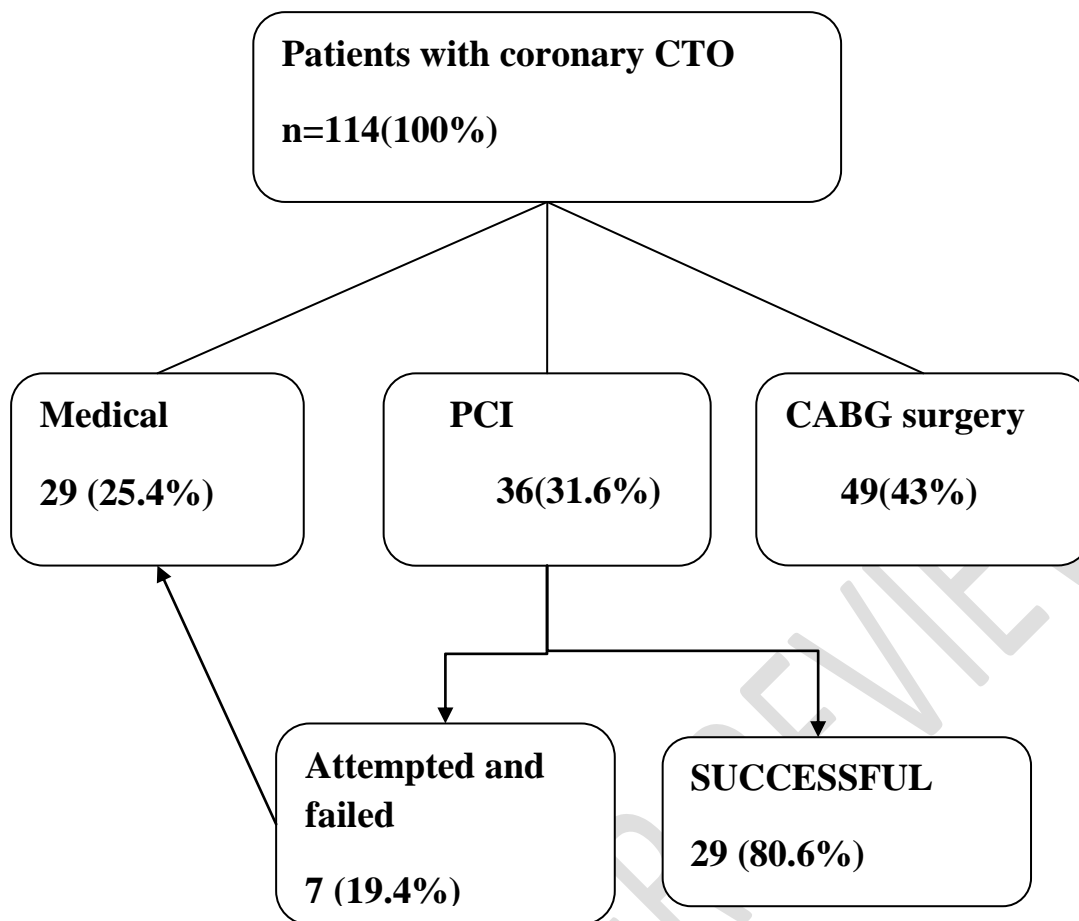 Patients with coronary CTO
n=114(100%)
Medical
29 (25.4%)
PCI
36(31.6%)
CABG surgery
49(43%)
Attempted and
failed
7 (19.4%)
SUCCESSFUL
29 (80.6%)